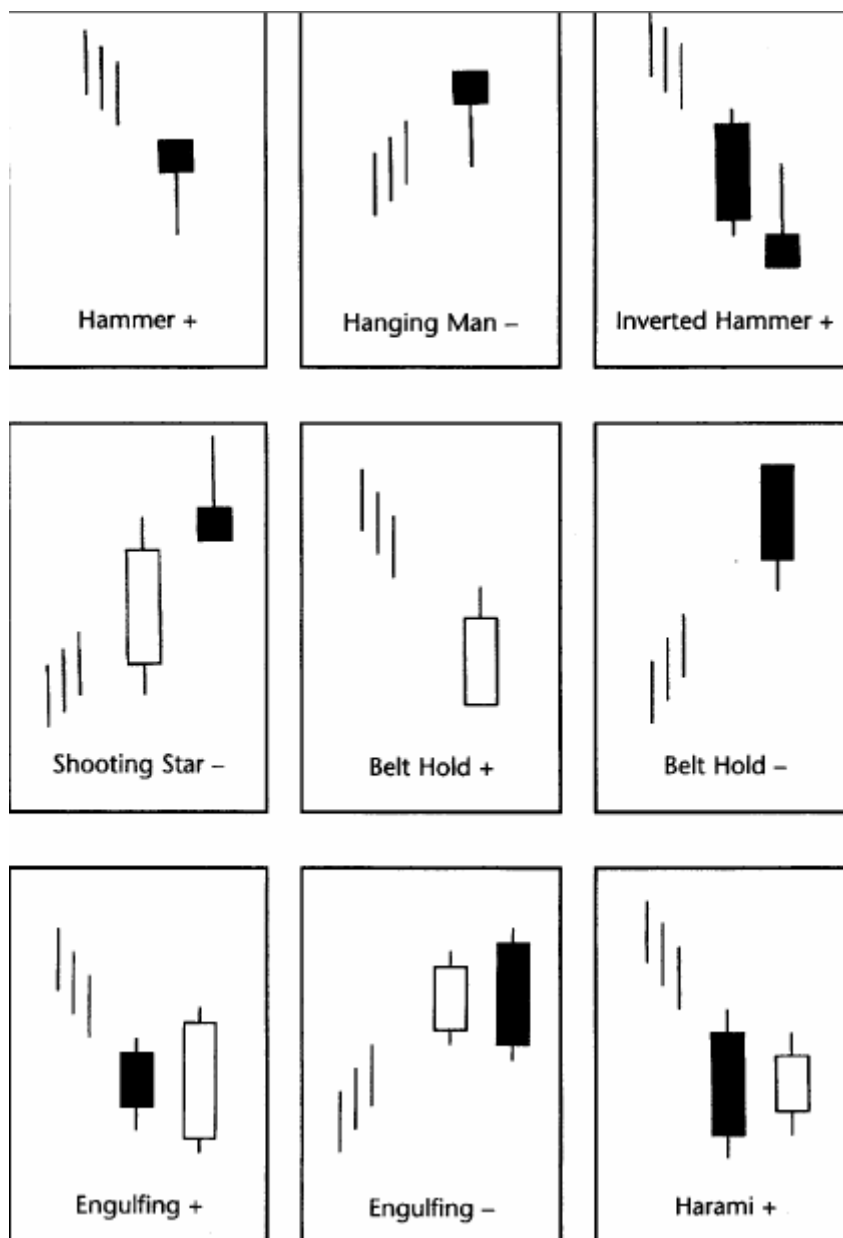 Hammer +
Hanging Man –
Inverted Hammer +
Shooting Star –
Belt Hold +
Belt Hold –
Engulfing +
Engulfing –
Harami +